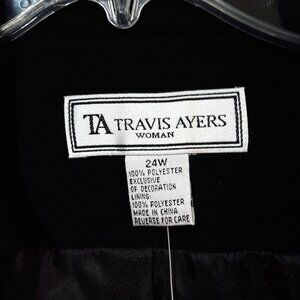 TA TRAVIS AYERS
WOMAN
24W
100% POLYESTER
EXCLUSIVE
OF DECORATION
LINING:
100% POLYESTER
MADE IN CHINA
REVERSE FOR CARE